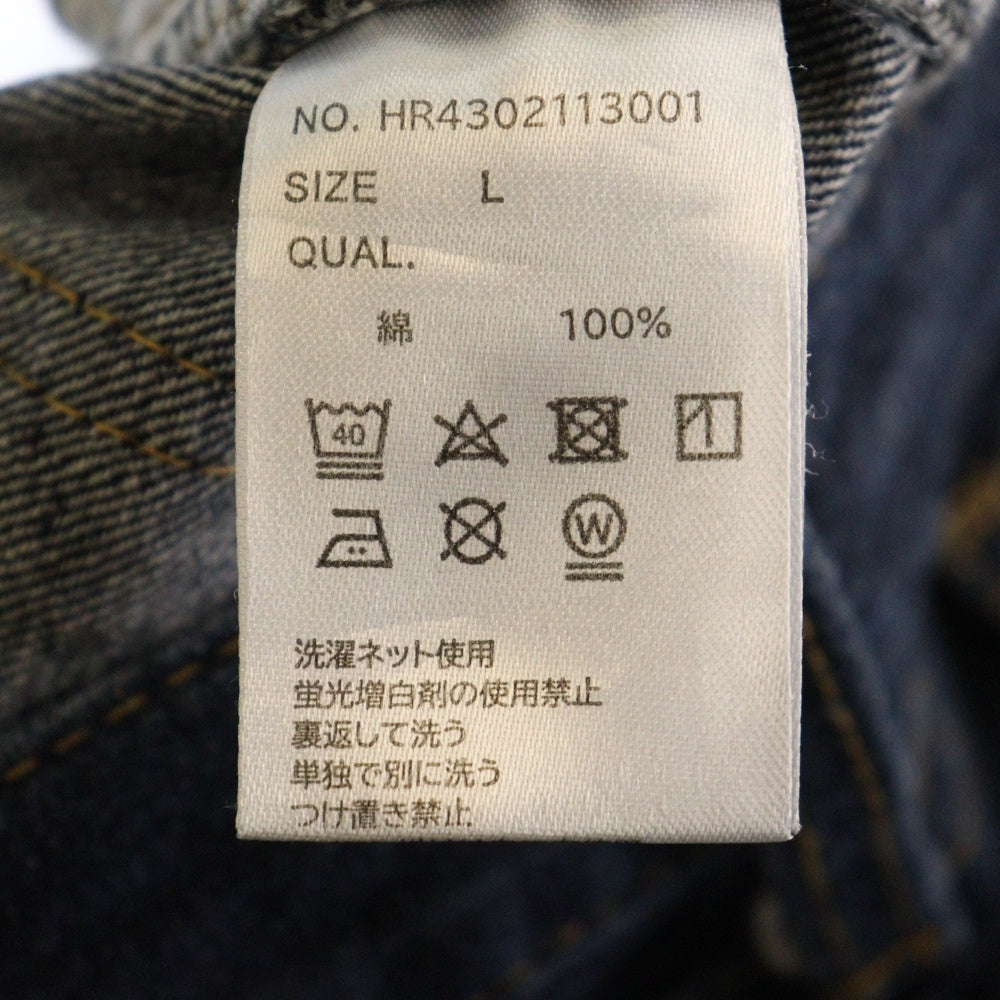 NO. HR4302113001
SIZE L
QUAL.
綿 100%
40
W
洗濯ネット使用
蛍光増白剤の使用禁止
裏返して洗う
単独で別に洗う
つけ置き禁止